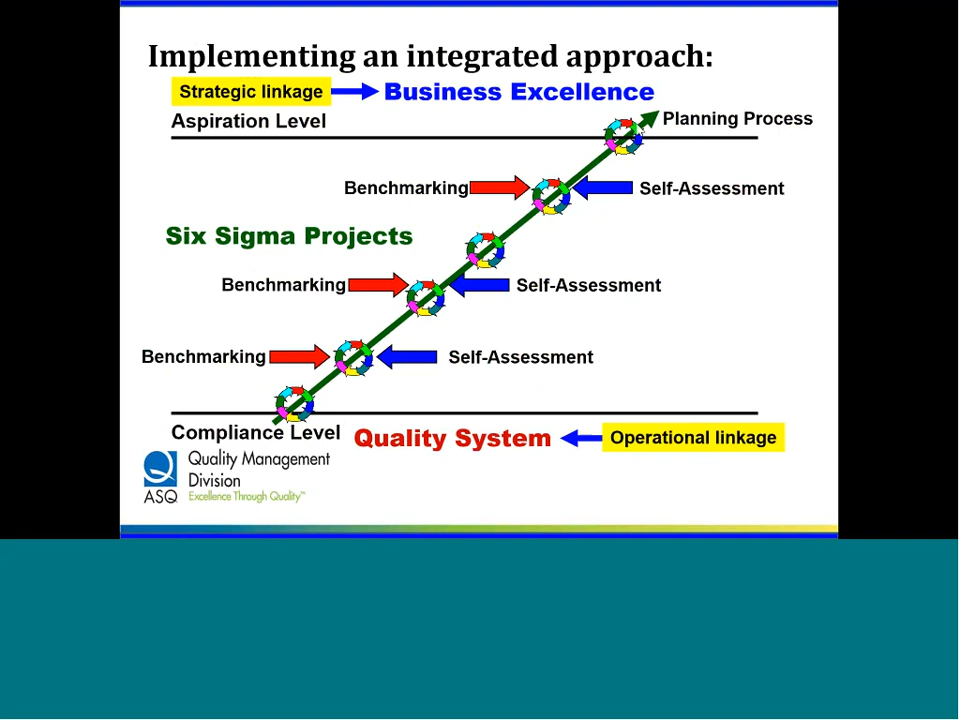 Implementing an integrated approach:
Strategic linkage
Business Excellence
Aspiration Level
Planning Process
Benchmarking
Self-Assessment
Six Sigma Projects
Benchmarking
Self-Assessment
Benchmarking
Self-Assessment
Compliance Level
Quality System
Operational linkage
Quality Management
Division
ASQ
Excellence Through Quality™